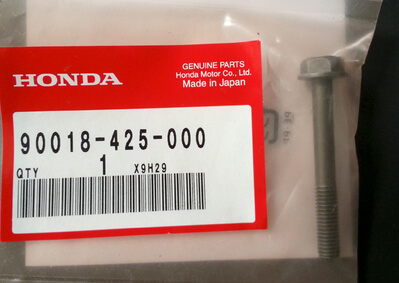 GENUINE PARTS
Honda Motor Co., Ltd.
Made in Japan
HONDA
90018-425-000
QTY 1 X9H29